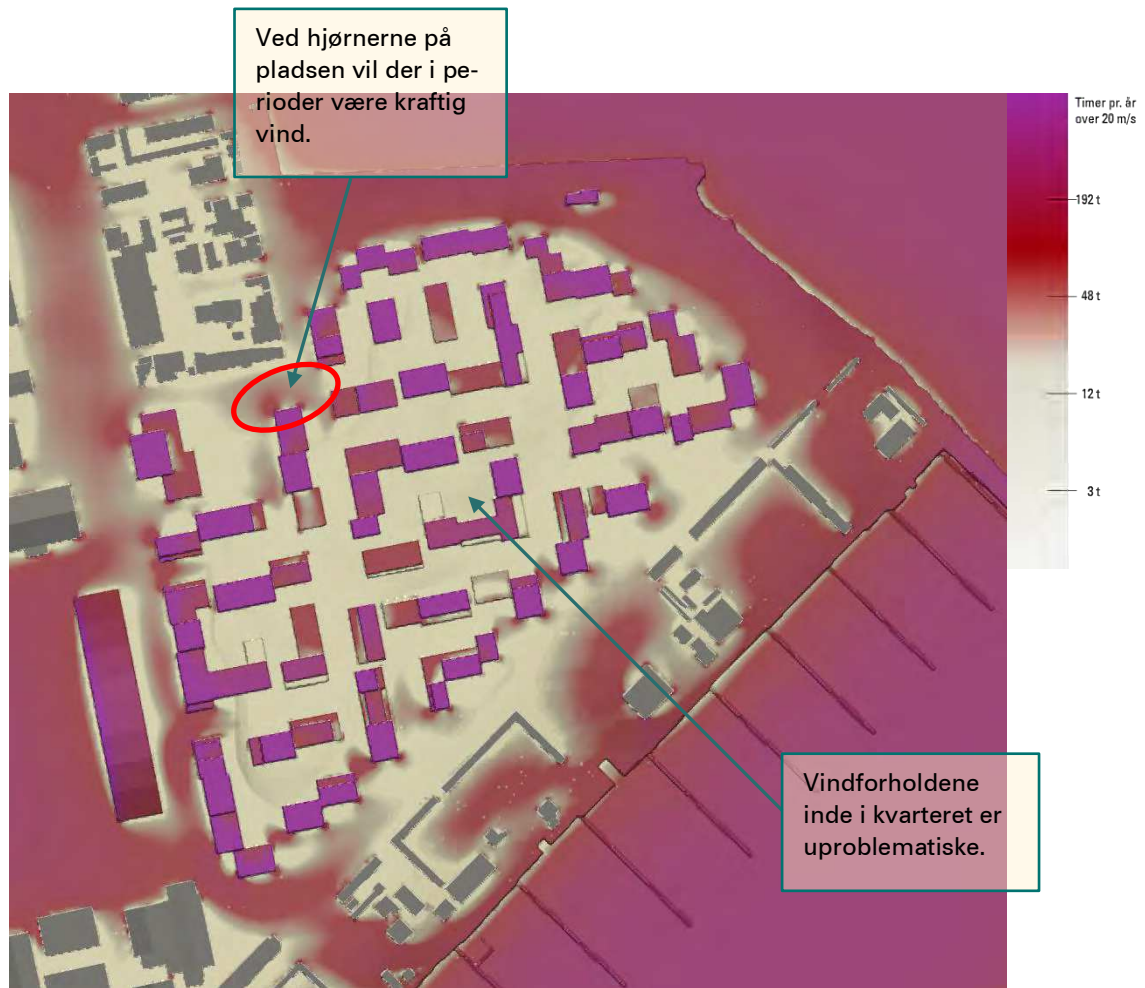 Ved hjørnerne på
pladsen vil der i pe-
rioder være kraftig
vind.
Timer pr. år
over 20 m/s
192 t
48 t
12 t
3 t
Vindforholdene
inde i kvarteret er
uproblematiske.